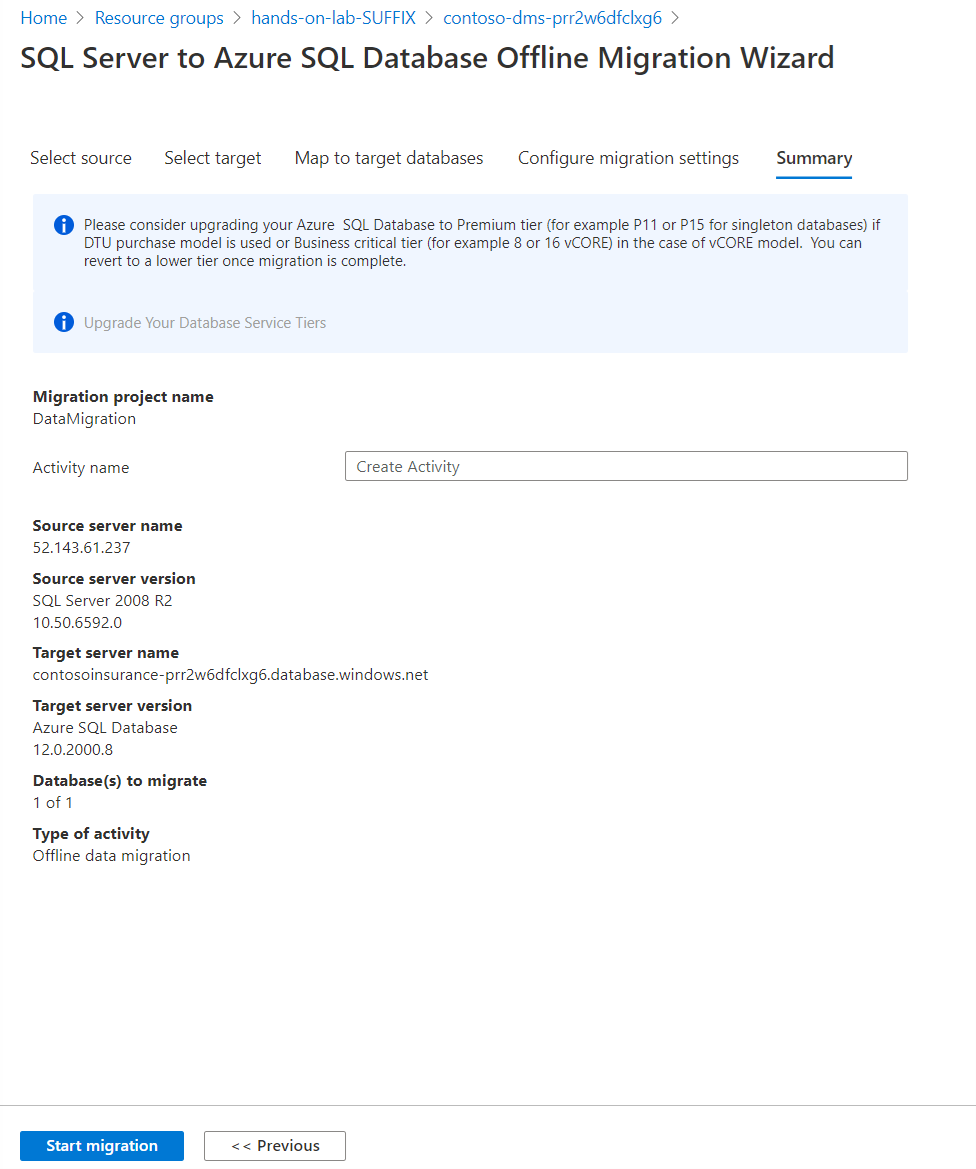 Home > Resource groups > hands-on-lab-SUFFIX > contoso-dms-prr2w6dfclxg6 >
SQL Server to Azure SQL Database Offline Migration Wizard
Select source Select target Map to target databases Configure migration settings Summary
Please consider upgrading your Azure  SQL Database to Premium tier (for example P11 or P15 for singleton databases) if
DTU purchase model is used or Business critical tier (for example 8 or 16 vCORE) in the case of vCORE model.  You can
revert to a lower tier once migration is complete.
Upgrade Your Database Service Tiers
Migration project name
DataMigration
Activity name Create Activity
Source server name
52.143.61.237
Source server version
SQL Server 2008 R2
10.50.6592.0
Target server name
contosoinsurance-prr2w6dfclxg6.database.windows.net
Target server version
Azure SQL Database
12.0.2000.8
Database(s) to migrate
1 of 1
Type of activity
Offline data migration
Start migration << Previous